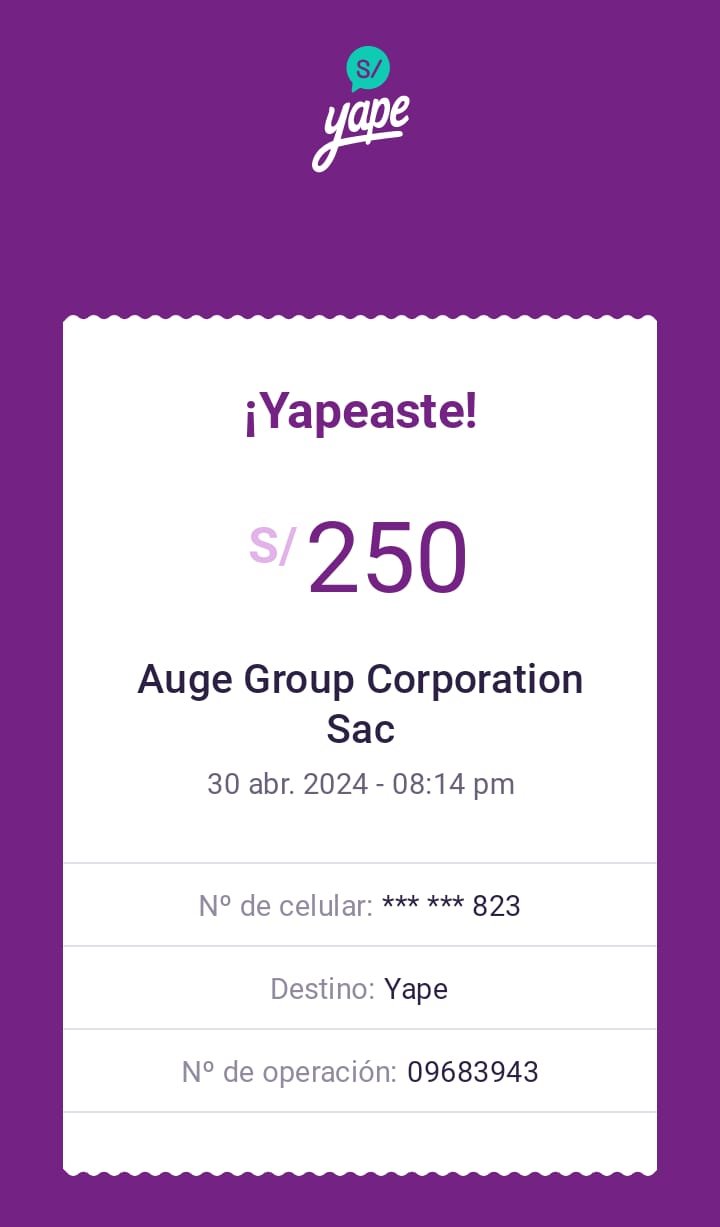 S/
yape
¡Yapeaste!
S/ 250
Auge Group Corporation
Sac
30 abr. 2024 - 08:14 pm
Nº de celular: *** *** 823
Destino: Yape
Nº de operación: 09683943